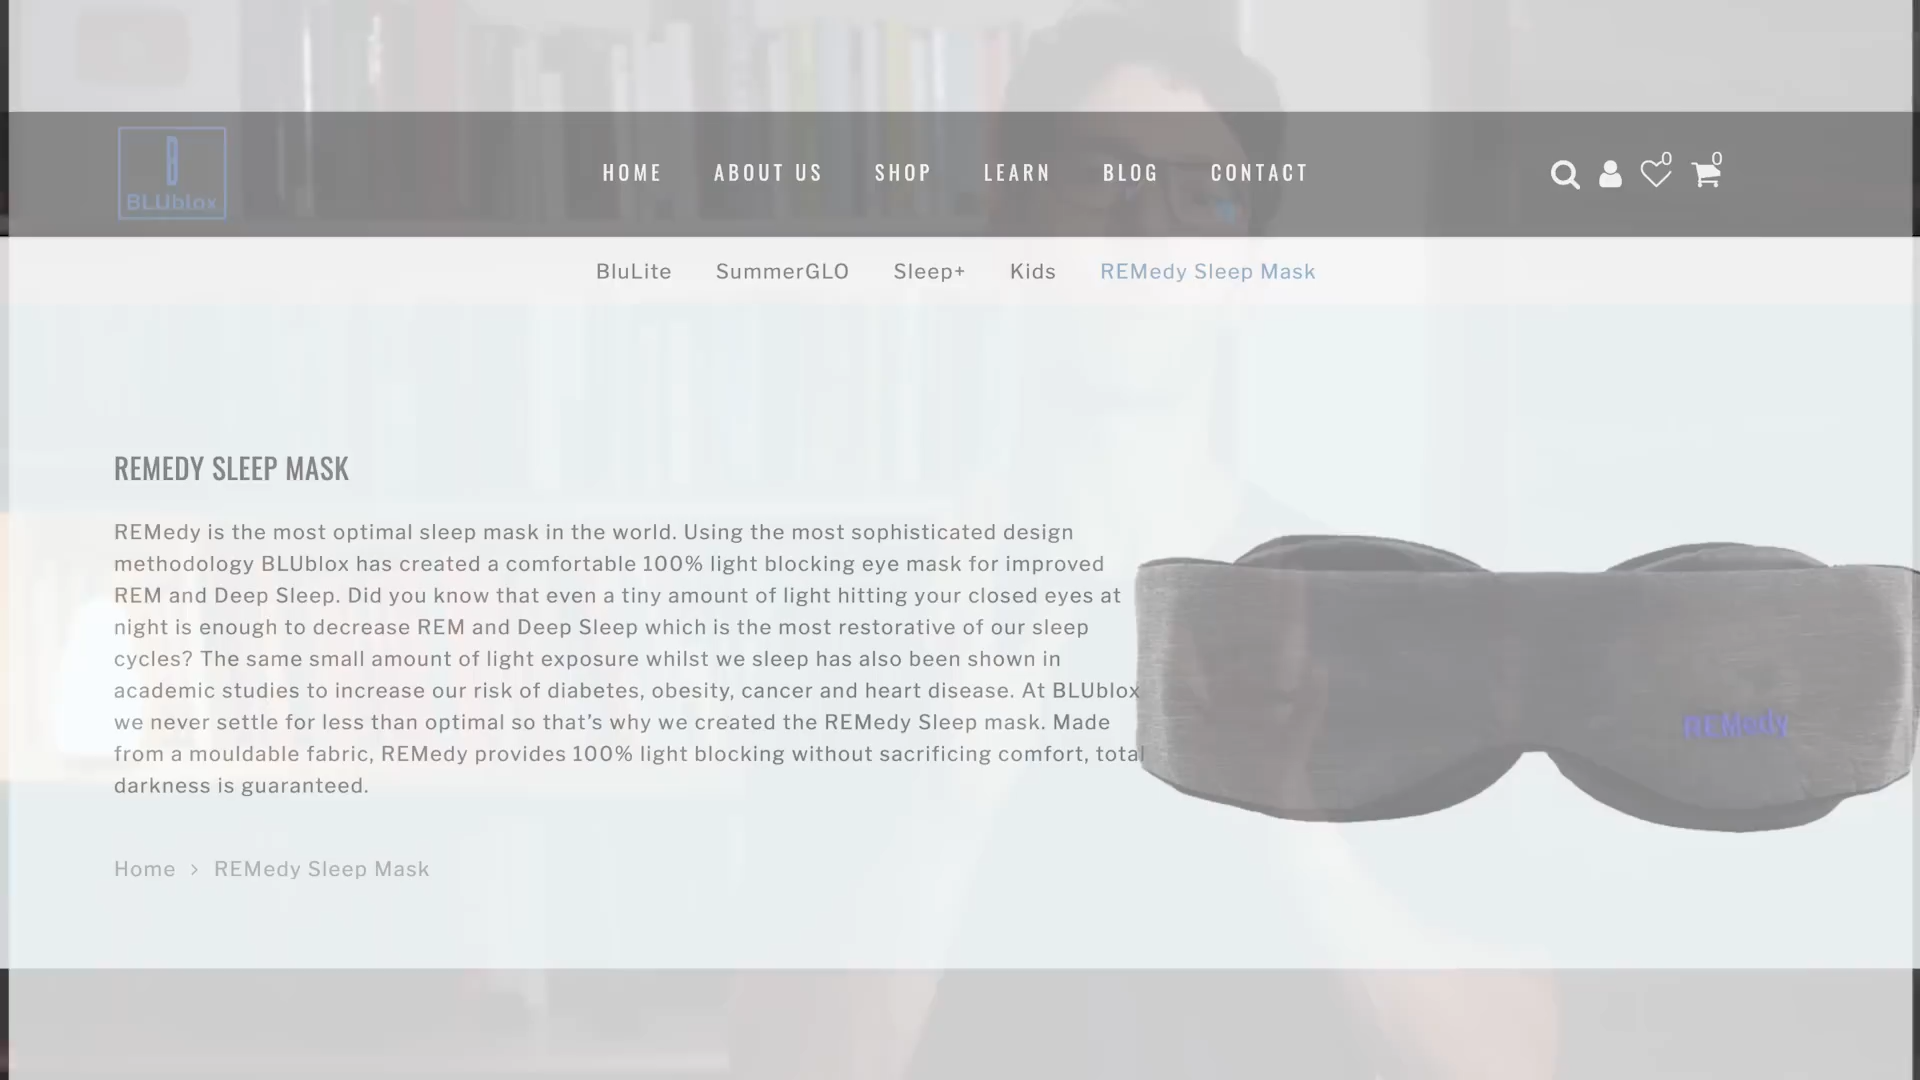 B
BLUblox
HOME ABOUT US SHOP LEARN BLOG CONTACT
0 0
BluLite SummerGLO Sleep+ Kids REMedy Sleep Mask
REMEDY SLEEP MASK
REMedy is the most optimal sleep mask in the world. Using the most sophisticated design
methodology BLUblox has created a comfortable 100% light blocking eye mask for improved
REM and Deep Sleep. Did you know that even a tiny amount of light hitting your closed eyes at
night is enough to decrease REM and Deep Sleep which is the most restorative of our sleep
cycles? The same small amount of light exposure whilst we sleep has also been shown in
academic studies to increase our risk of diabetes, obesity, cancer and heart disease. At BLUblox
we never settle for less than optimal so that’s why we created the REMedy Sleep mask. Made
from a mouldable fabric, REMedy provides 100% light blocking without sacrificing comfort, total
darkness is guaranteed.
REMedy
Home > REMedy Sleep Mask